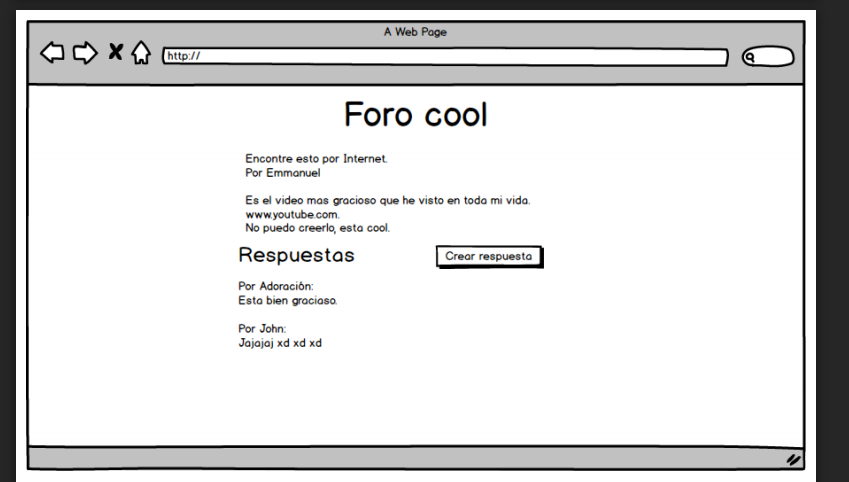 A Web Page
http://
Foro cool
Encontre esto por Internet.
Por Emmanuel
Es el video mas gracioso que he visto en toda mi vida.
www.youtube.com.
No puedo creerlo, esta cool.
Respuestas
Crear respuesta
Por Adoración:
Esta bien gracioso.
Por John:
Jajajaj xd xd xd